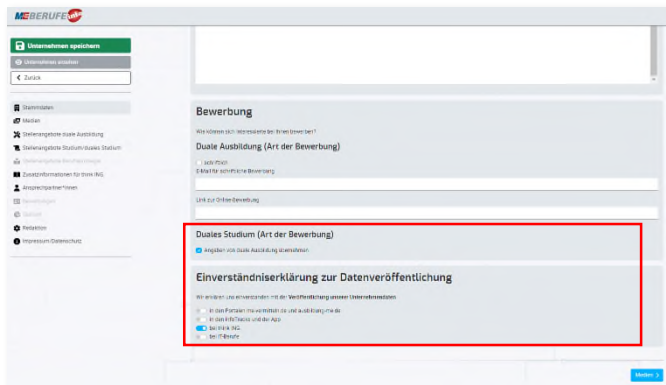 MEBERUFE
Unternehmen speichern
Unternehmen ansehen
Zurück
Stammdaten
Medien
Stellenangebote duale Ausbildung
Stellenangebote Studium/duales Studium
Zusatzinformationen für think ING.
Ansprechpartner*innen
Redaktion
Impressum/Datenschutz
Bewerbung
Wie können sich Interessierte bei Ihnen bewerben?
Duale Ausbildung (Art der Bewerbung)
schriftlich
E-Mail für schriftliche Bewerbung
Link zur Online-Bewerbung
Duales Studium (Art der Bewerbung)
Angaben von duale Ausbildung übernehmen
Einverständniserklärung zur Datenveröffentlichung
Wir erklären uns einverstanden mit der Veröffentlichung unserer Unternehmensdaten
in den Portalen me-vermitteln.de und ausbildung-me.de
in den InfoTrucks und der App
bei think ING.
bei IT-Berufe
Medien